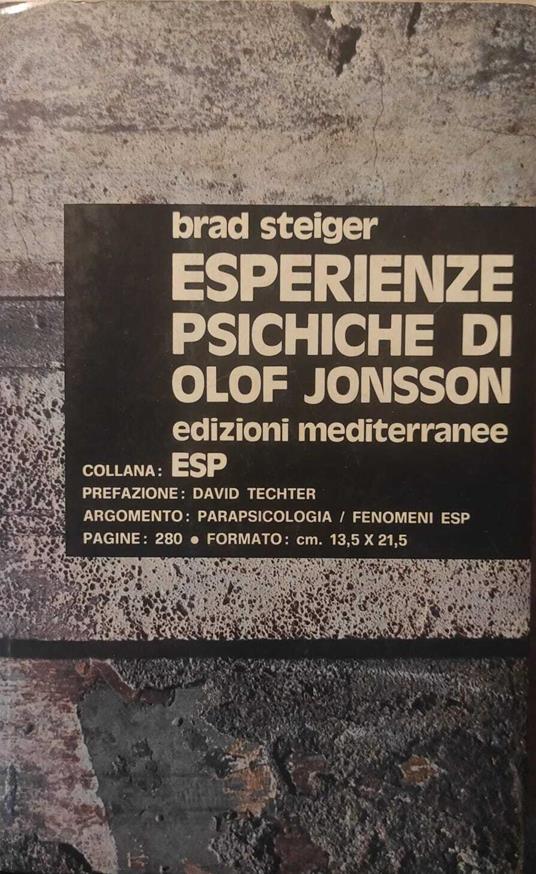 brad steiger
ESPERIENZE
PSICHICHE DI
OLOF JONSSON
edizioni mediterranee
COLLANA: ESP
PREFAZIONE: DAVID TECHTER
ARGOMENTO: PARAPSICOLOGIA / FENOMENI ESP
PAGINE: 280 • FORMATO: cm. 13,5 X 21,5